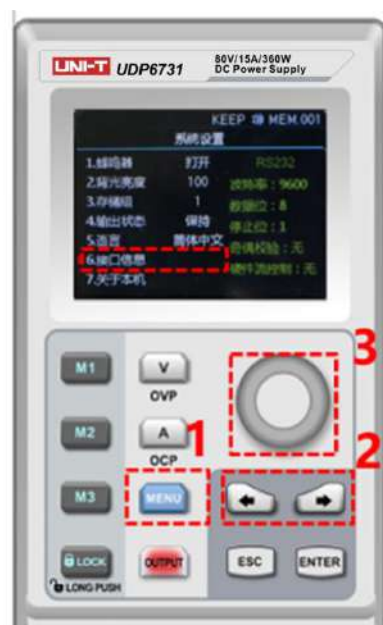 UNI-T UDP6731 80V/15A/360W
DC Power Supply
KEEP MEM.001
系统设置
1.蜂鸣器 打开 RS232
2.背光亮度 100 波特率：9600
3.存储组 1 数据位：8
4.输出状态 保持 停止位：1
5.语言 简体中文 奇偶校验：无
6.接口信息 硬件流控制：无
7.关于本机
3
M1 V
OVP
M2 A 1
OCP
2
M3 MENU
LOCK OUTPUT ESC ENTER
LONG PUSH